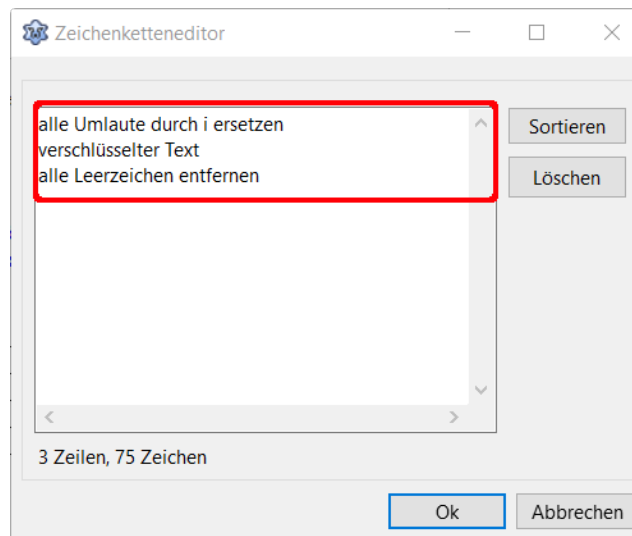 Zeichenketteneditor
alle Umlaute durch i ersetzen
verschlüsselter Text
alle Leerzeichen entfernen
Sortieren
Löschen
3 Zeilen, 75 Zeichen
Ok
Abbrechen